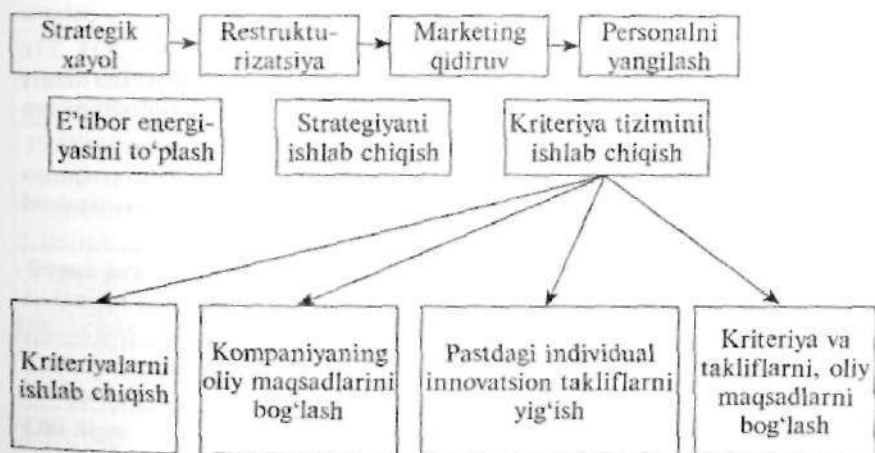 Strategik
xayol
Restruktu-
rizatsiya
Marketing
qidiruv
Personalni
yangilash
E'tibor energi-
yasini to‘plash
Strategiyani
ishlab chiqish
Kriteriya tizimini
ishlab chiqish
Kriteriyalarni
ishlab chiqish
Kompaniyaning
oliy maqsadlarini
bog‘lash
Pastdagi individual
innovatsion takliflarni
yig‘ish
Kriteriya va
takliflarni, oliy
maqsadlarni
bog‘lash